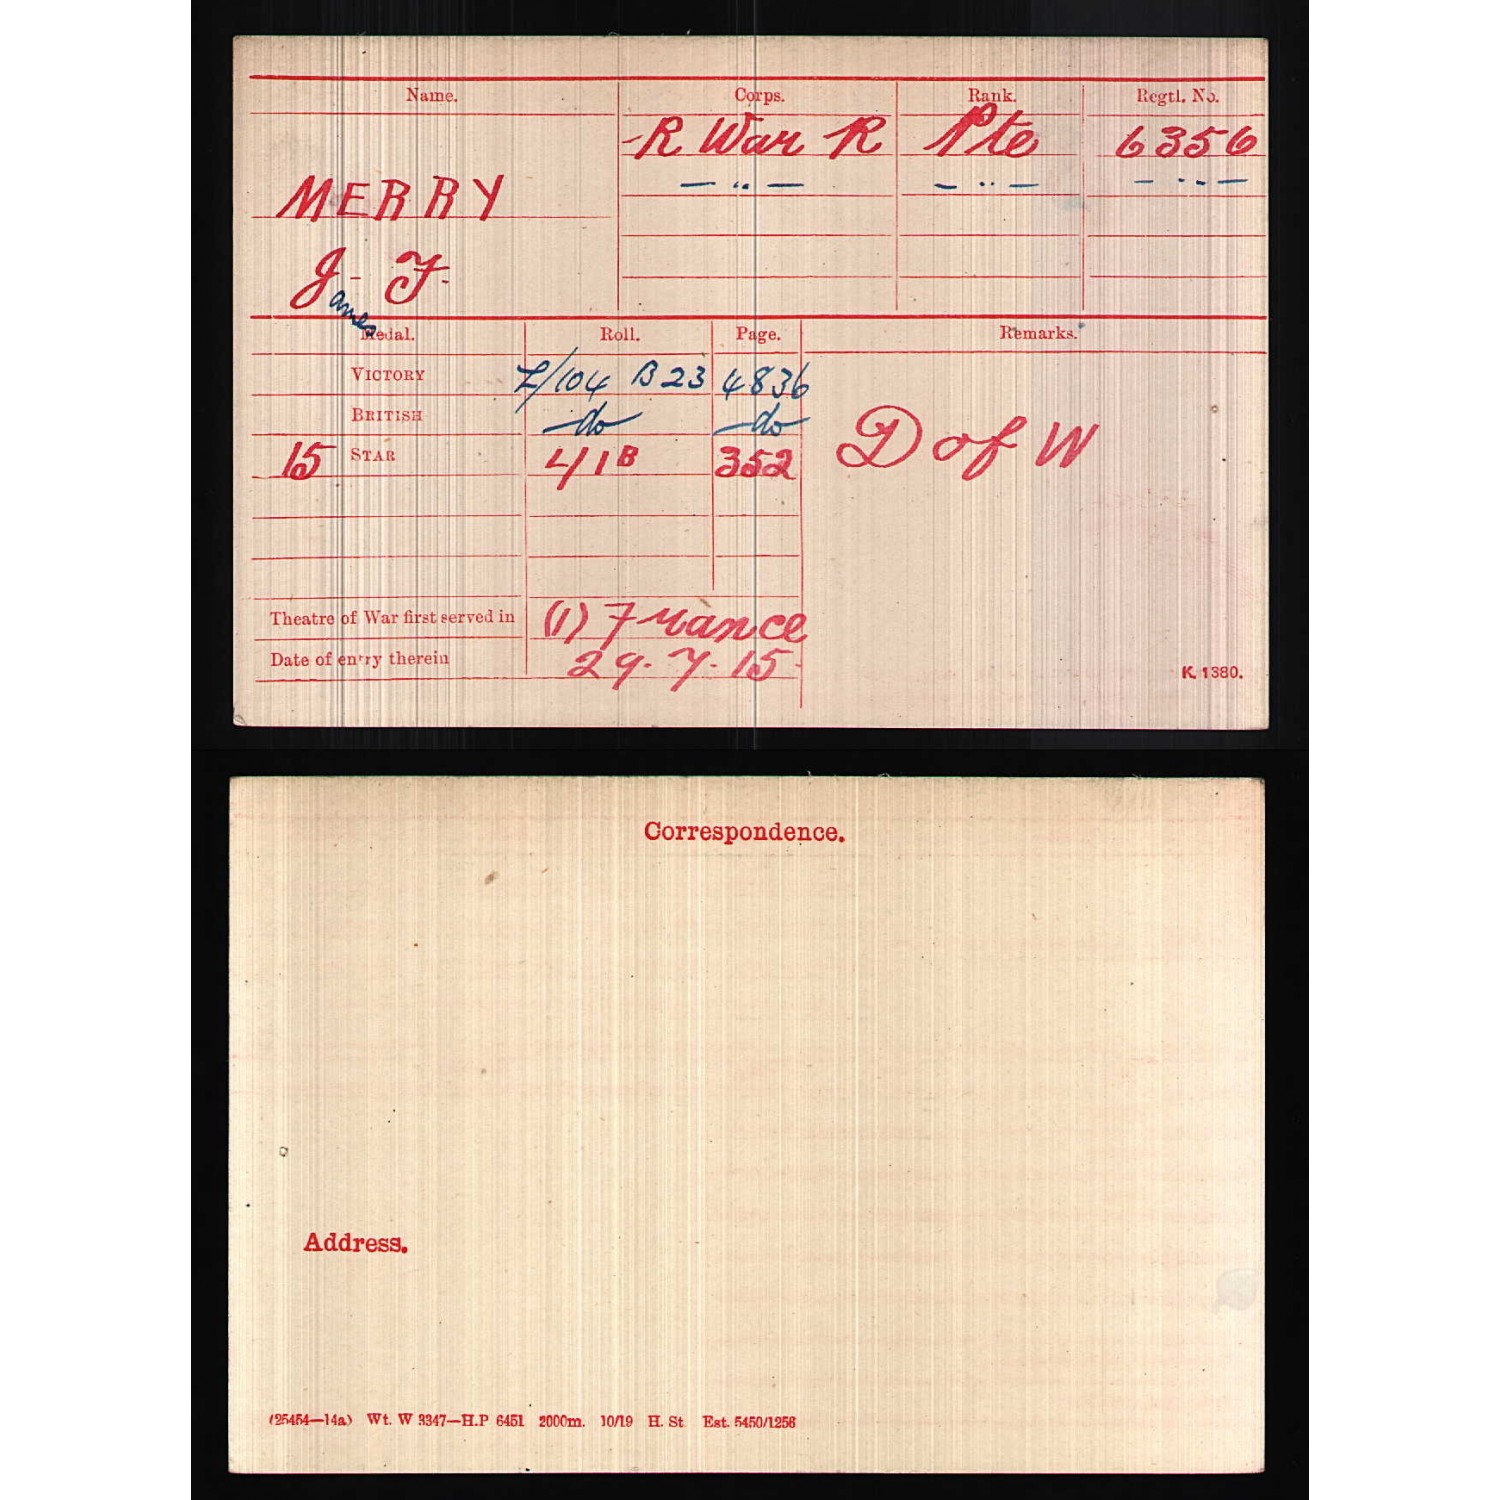 Name. Corps. Rank. Regtl. No.
R War R Pte 6356
— " — — " — — " —
MERRY
James F.
Medal. Roll. Page. Remarks.
VICTORY L/104 B23 4836
BRITISH do do
15 STAR L/1B 352
D of W
Theatre of War first served in (1) France
Date of entry therein 29.7.15
K. 1380.
Correspondence.
Address.
(25454—14a) Wt. W 3347—H.P 6451 2000m. 10/19 H. St Est. 5450/1256